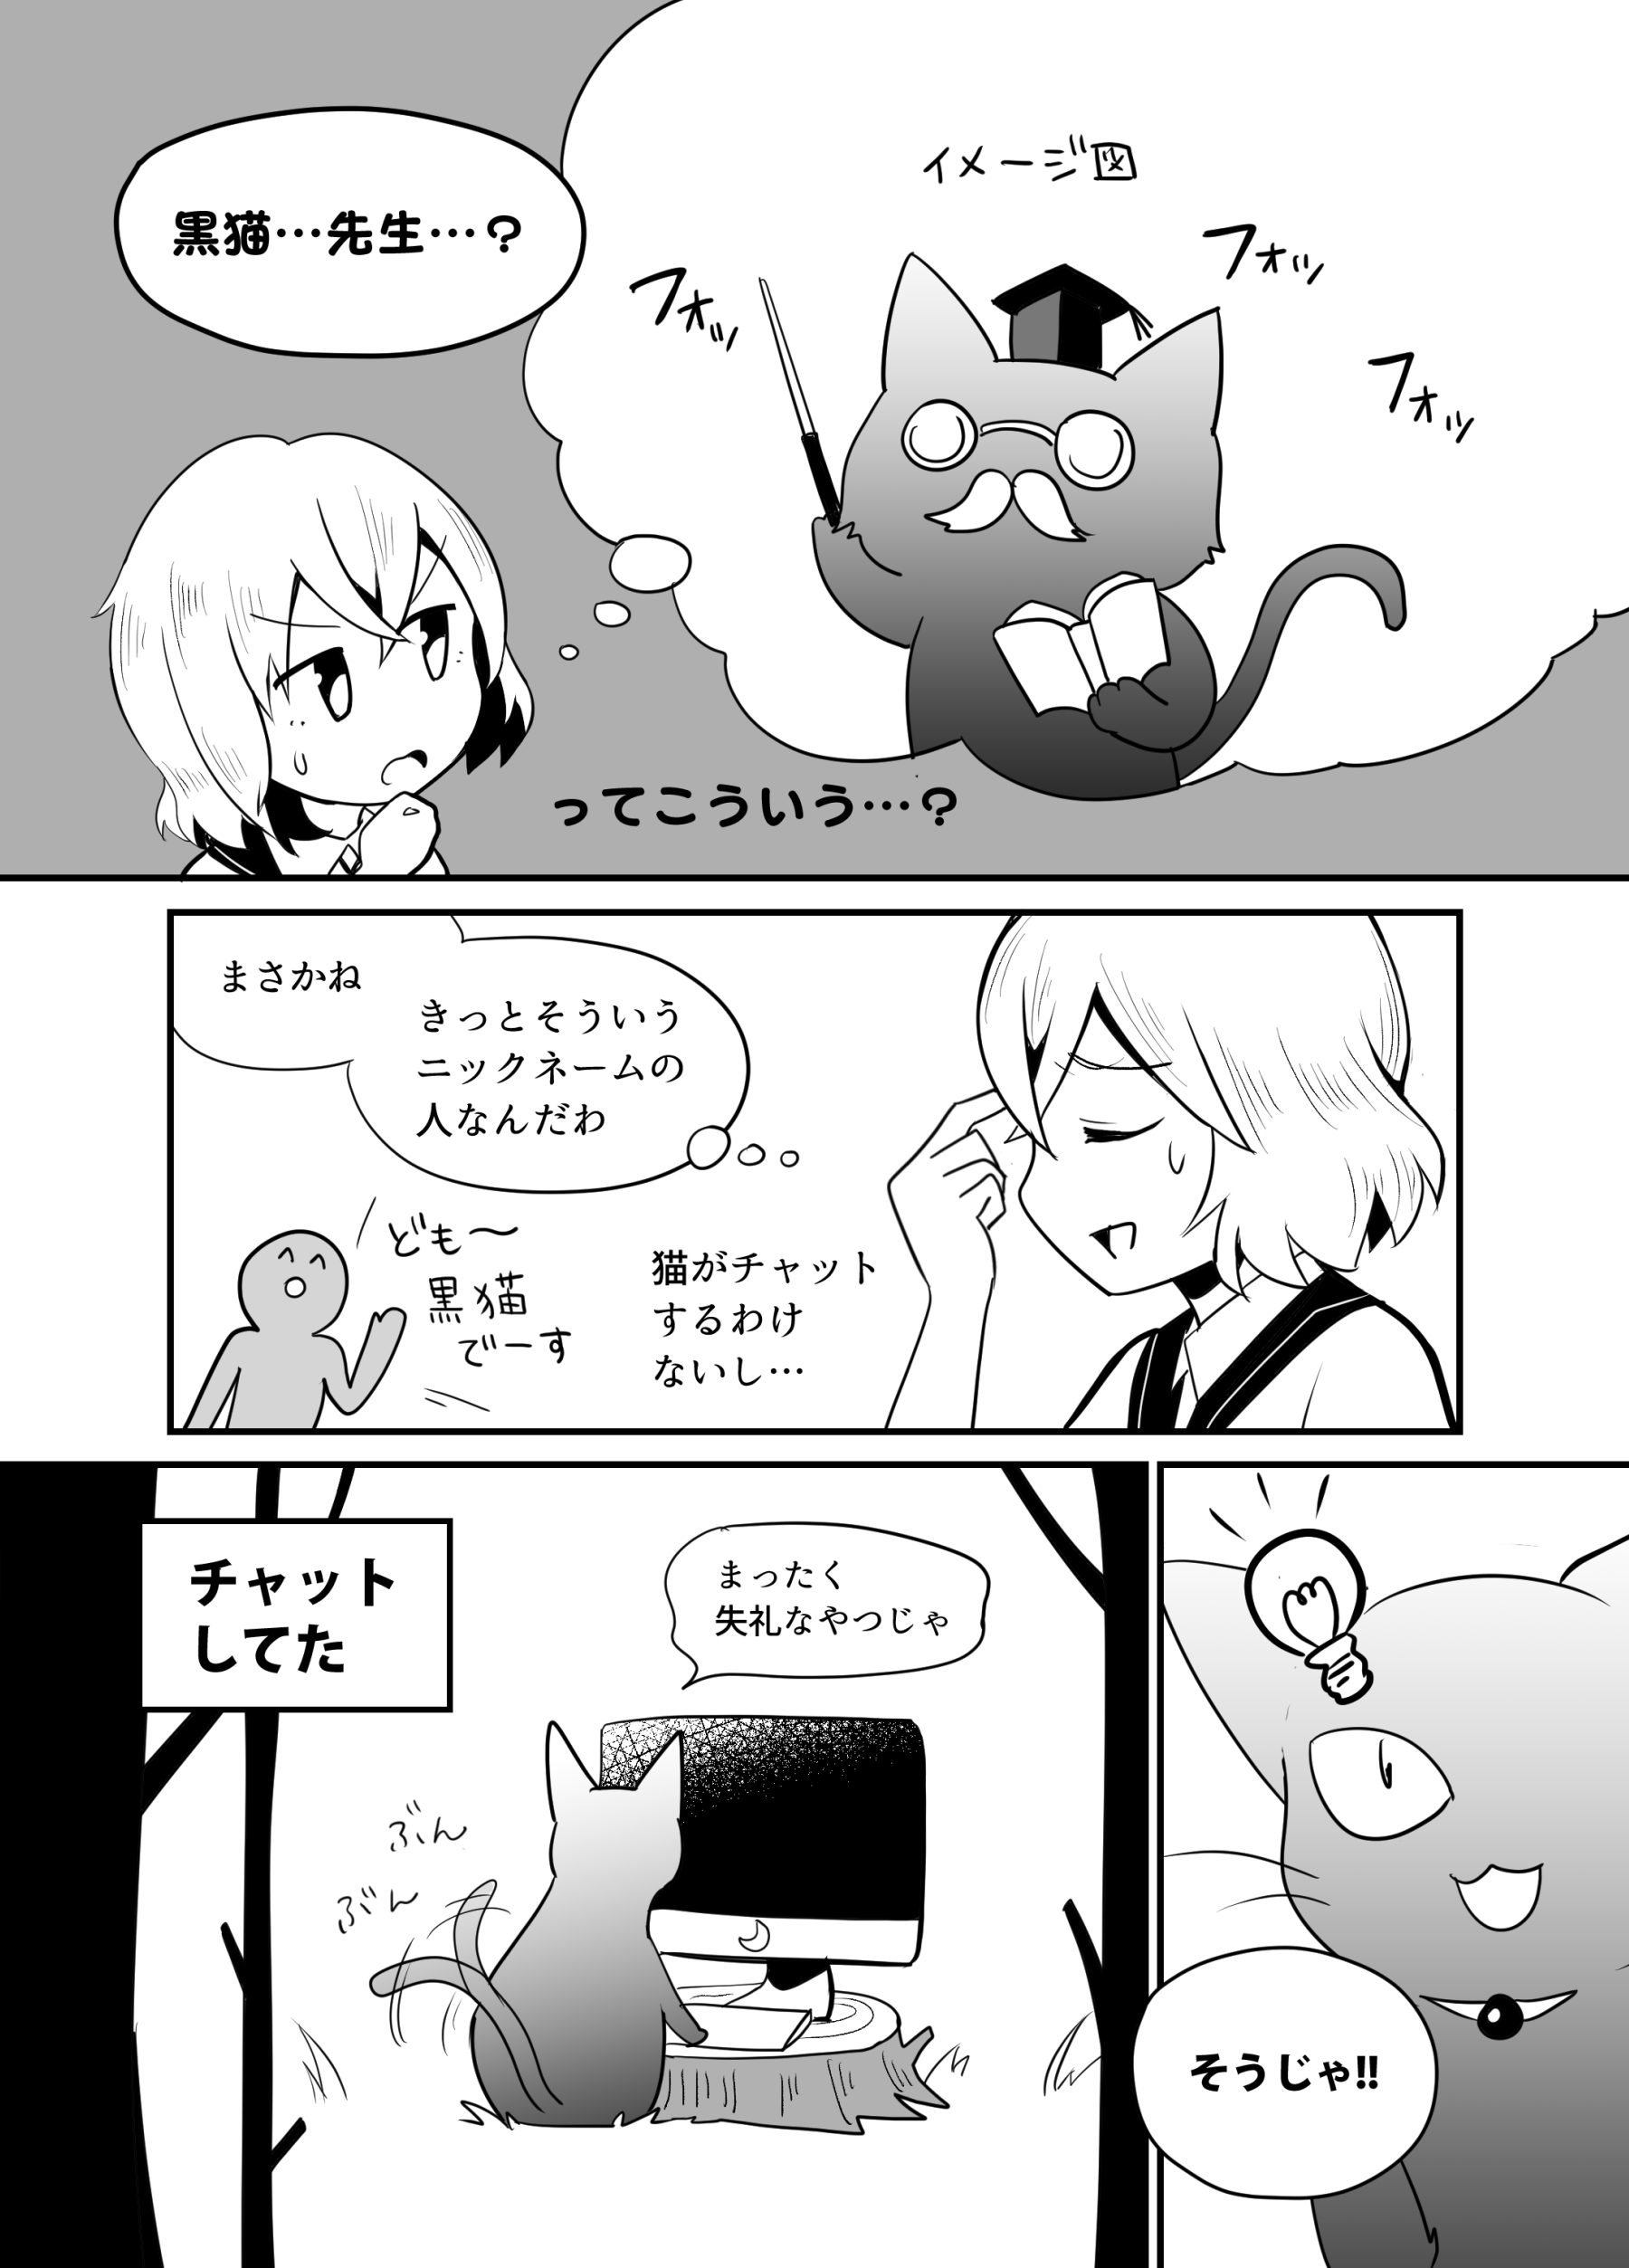 黒猫…先生…？
イメージ図
フォッ
フォッ
フォッ
ってこういう…？
まさかね
きっとそういう
ニックネームの
人なんだわ
ども〜
黒猫
でーす
猫がチャット
するわけ
ないし…
チャット
してた
まったく
失礼なやつじゃ
ぶん
ぶん
そうじゃ!!